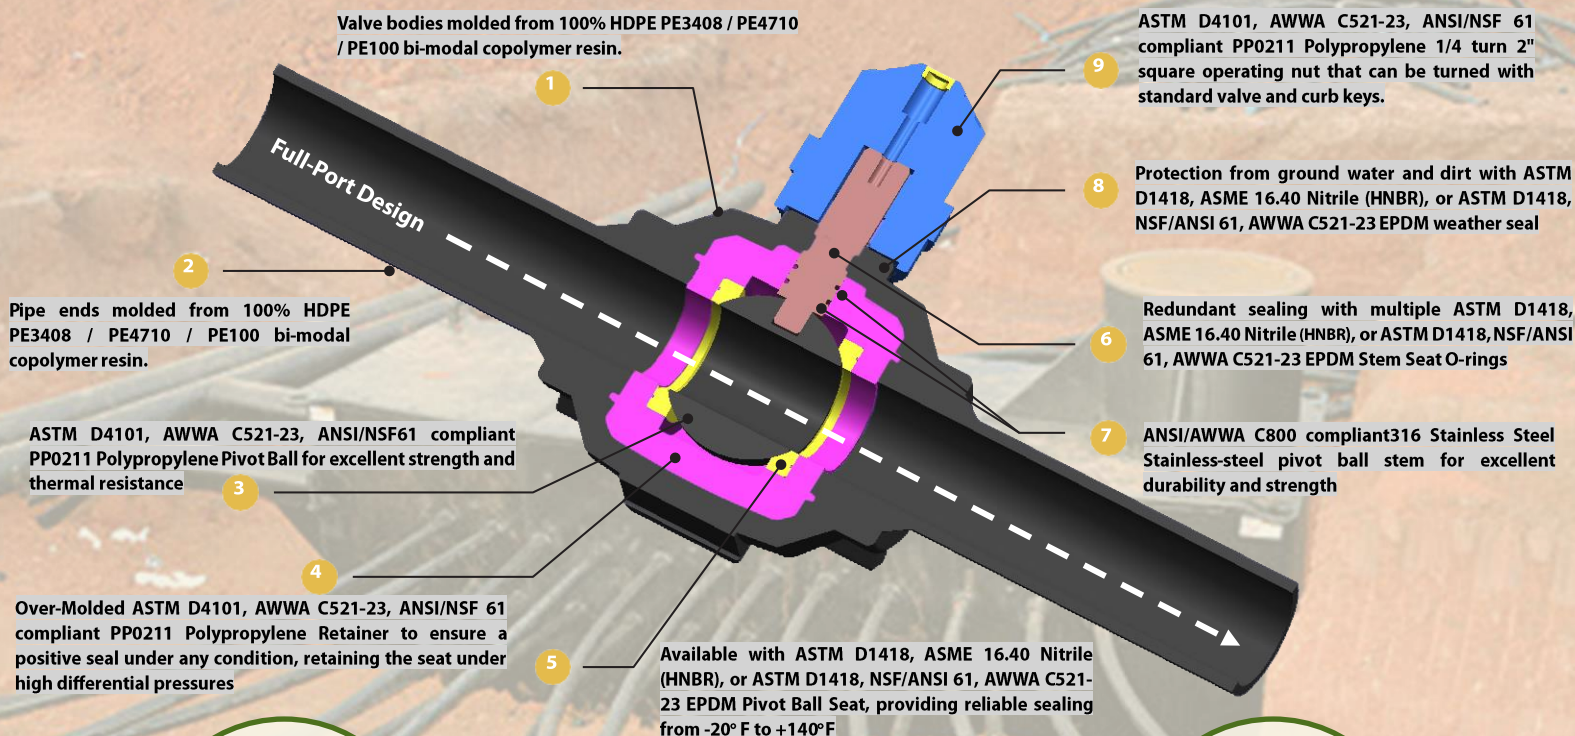 Valve bodies molded from 100% HDPE PE3408 / PE4710
/ PE100 bi-modal copolymer resin.
1
Full-Port Design
2
Pipe ends molded from 100% HDPE
PE3408 / PE4710 / PE100 bi-modal
copolymer resin.
ASTM D4101, AWWA C521-23, ANSI/NSF61 compliant
PP0211 Polypropylene Pivot Ball for excellent strength and
thermal resistance
3
4
Over-Molded ASTM D4101, AWWA C521-23, ANSI/NSF 61
compliant PP0211 Polypropylene Retainer to ensure a
positive seal under any condition, retaining the seat under
high differential pressures
5
Available with ASTM D1418, ASME 16.40 Nitrile
(HNBR), or ASTM D1418, NSF/ANSI 61, AWWA C521-
23 EPDM Pivot Ball Seat, providing reliable sealing
from -20° F to +140°F
9
ASTM D4101, AWWA C521-23, ANSI/NSF 61
compliant PP0211 Polypropylene 1/4 turn 2"
square operating nut that can be turned with
standard valve and curb keys.
8
Protection from ground water and dirt with ASTM
D1418, ASME 16.40 Nitrile (HNBR), or ASTM D1418,
NSF/ANSI 61, AWWA C521-23 EPDM weather seal
6
Redundant sealing with multiple ASTM D1418,
ASME 16.40 Nitrile (HNBR), or ASTM D1418, NSF/ANSI
61, AWWA C521-23 EPDM Stem Seat O-rings
7
ANSI/AWWA C800 compliant316 Stainless Steel
Stainless-steel pivot ball stem for excellent
durability and strength